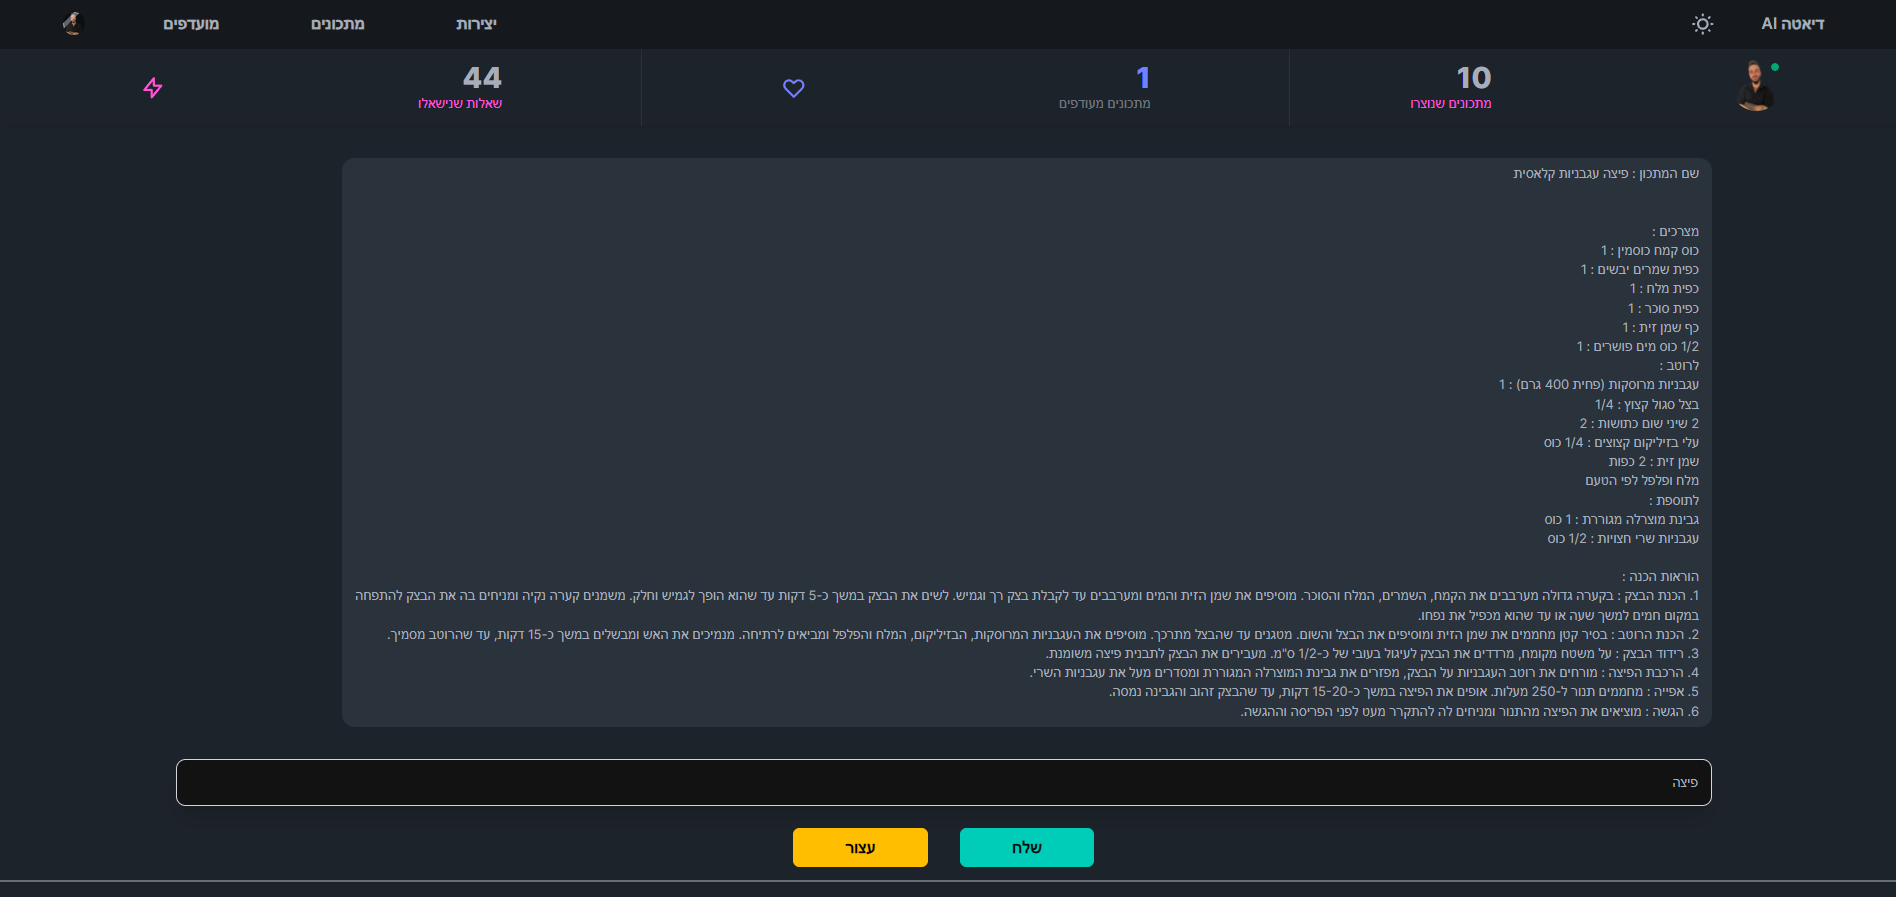 דיאטה AI
יצירות
מתכונים
מועדפים
10
מתכונים שנוצרו
1
מתכונים מעודפים
44
שאלות שנישאלו
שם המתכון : פיצה עגבניות קלאסית
מצרכים :
כוס קמח כוסמין : 1
כפית שמרים יבשים : 1
כפית מלח : 1
כפית סוכר : 1
כף שמן זית : 1
1/2 כוס מים פושרים : 1
לרוטב :
עגבניות מרוסקות (פחית 400 גרם) : 1
בצל סגול קצוץ : 1/4
2 שיני שום כתושות : 2
עלי בזיליקום קצוצים : 1/4 כוס
שמן זית : 2 כפות
מלח ופלפל לפי הטעם
לתוספת :
גבינת מוצרלה מגוררת : 1 כוס
עגבניות שרי חצויות : 1/2 כוס
הוראות הכנה :
1. הכנת הבצק : בקערה גדולה מערבבים את הקמח, השמרים, המלח והסוכר. מוסיפים את שמן הזית והמים ומערבבים עד לקבלת בצק רך וגמיש. לשים את הבצק במשך כ-5 דקות עד שהוא הופך לגמיש וחלק. משמנים קערה נקיה ומניחים בה את הבצק להתפחה
במקום חמים למשך שעה או עד שהוא מכפיל את נפחו.
2. הכנת הרוטב : בסיר קטן מחממים את שמן הזית ומוסיפים את הבצל והשום. מטגנים עד שהבצל מתרכך. מוסיפים את העגבניות המרוסקות, הבזיליקום, המלח והפלפל ומביאים לרתיחה. מנמיכים את האש ומבשלים במשך כ-15 דקות, עד שהרוטב מסמיך.
3. רידוד הבצק : על משטח מקומח, מרדדים את הבצק לעיגול בעובי של כ-1/2 ס"מ. מעבירים את הבצק לתבנית פיצה משומנת.
4. הרכבת הפיצה : מורחים את רוטב העגבניות על הבצק, מפזרים את גבינת המוצרלה המגוררת ומסדרים מעל את עגבניות השרי.
5. אפייה : מחממים תנור ל-250 מעלות. אופים את הפיצה במשך כ-15-20 דקות, עד שהבצק זהוב והגבינה נמסה.
6. הגשה : מוציאים את הפיצה מהתנור ומניחים לה להתקרר מעט לפני הפריסה וההגשה.
פיצה
שלח
עצור